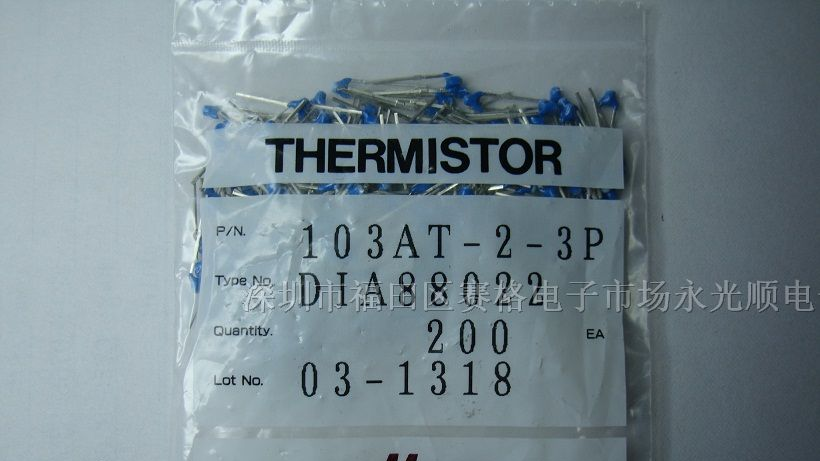 THERMISTOR
P/N. 103AT-2-3P
Type No. DIA88022
深圳市福田区赛格电子市场永光顺电
Quantity. 200 EA
Lot No. 03-1318